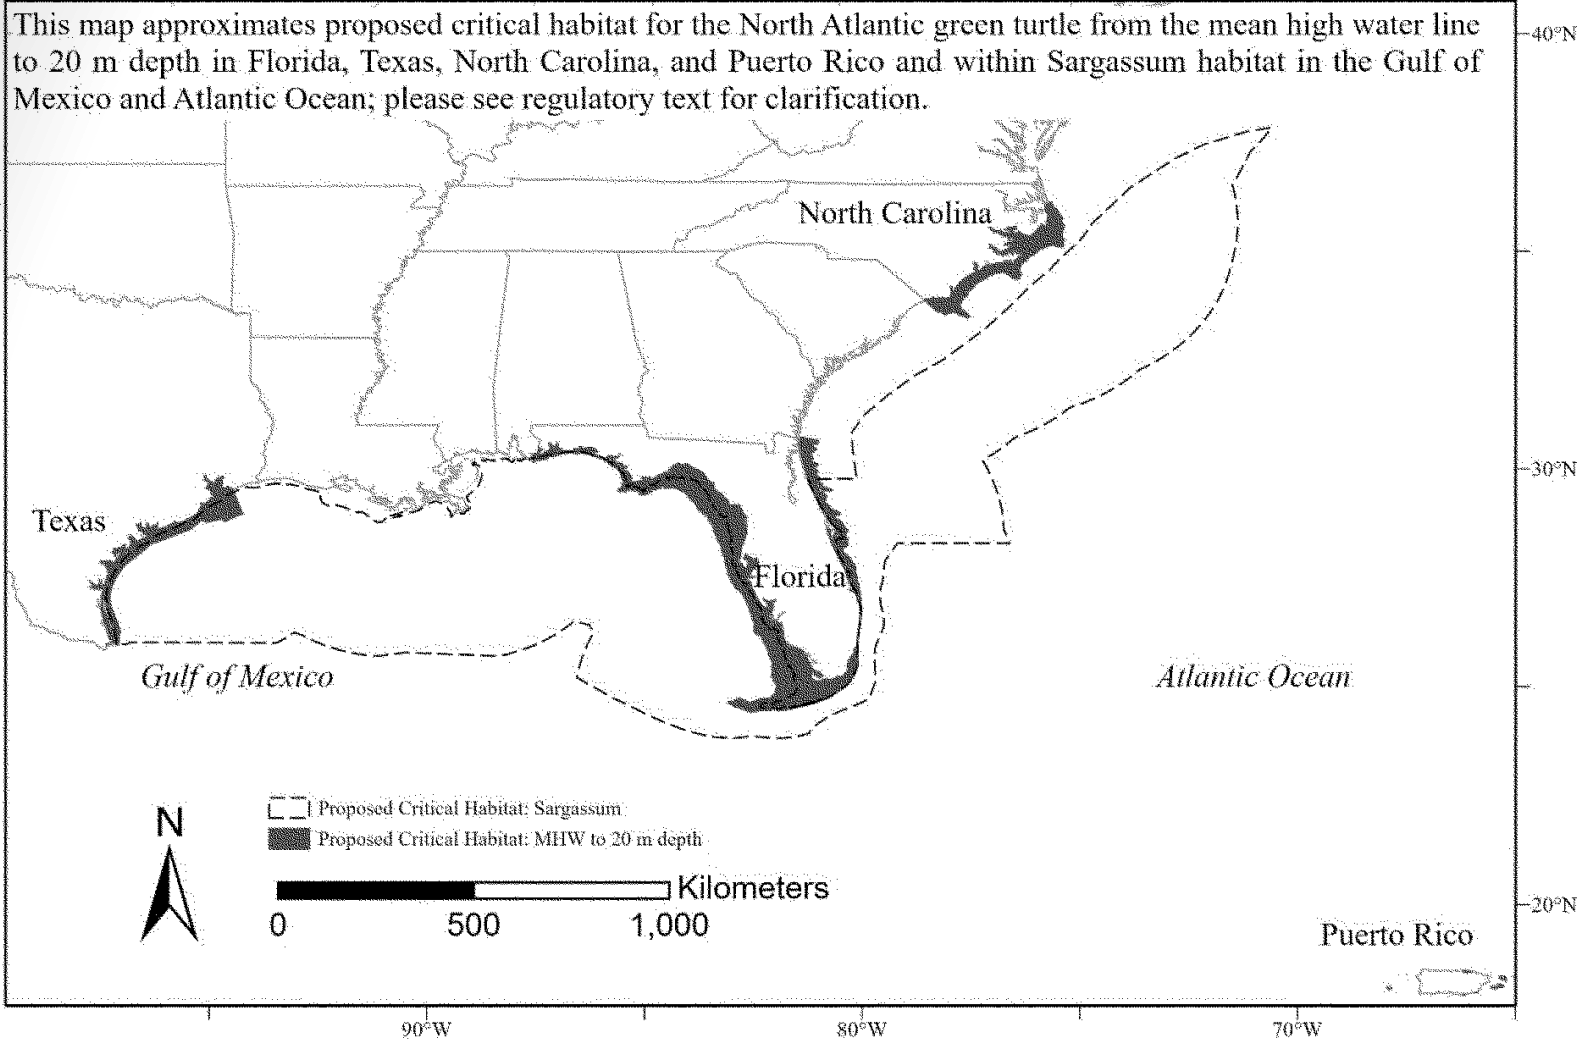 This map approximates proposed critical habitat for the North Atlantic green turtle from the mean high water line
to 20 m depth in Florida, Texas, North Carolina, and Puerto Rico and within Sargassum habitat in the Gulf of
Mexico and Atlantic Ocean; please see regulatory text for clarification.
40°N
North Carolina
30°N
Texas
Florida
Gulf of Mexico
Atlantic Ocean
N
Proposed Critical Habitat: Sargassum
Proposed Critical Habitat: MHW to 20 m depth
Kilometers
0 500 1,000
20°N
Puerto Rico
90°W 80°W 70°W